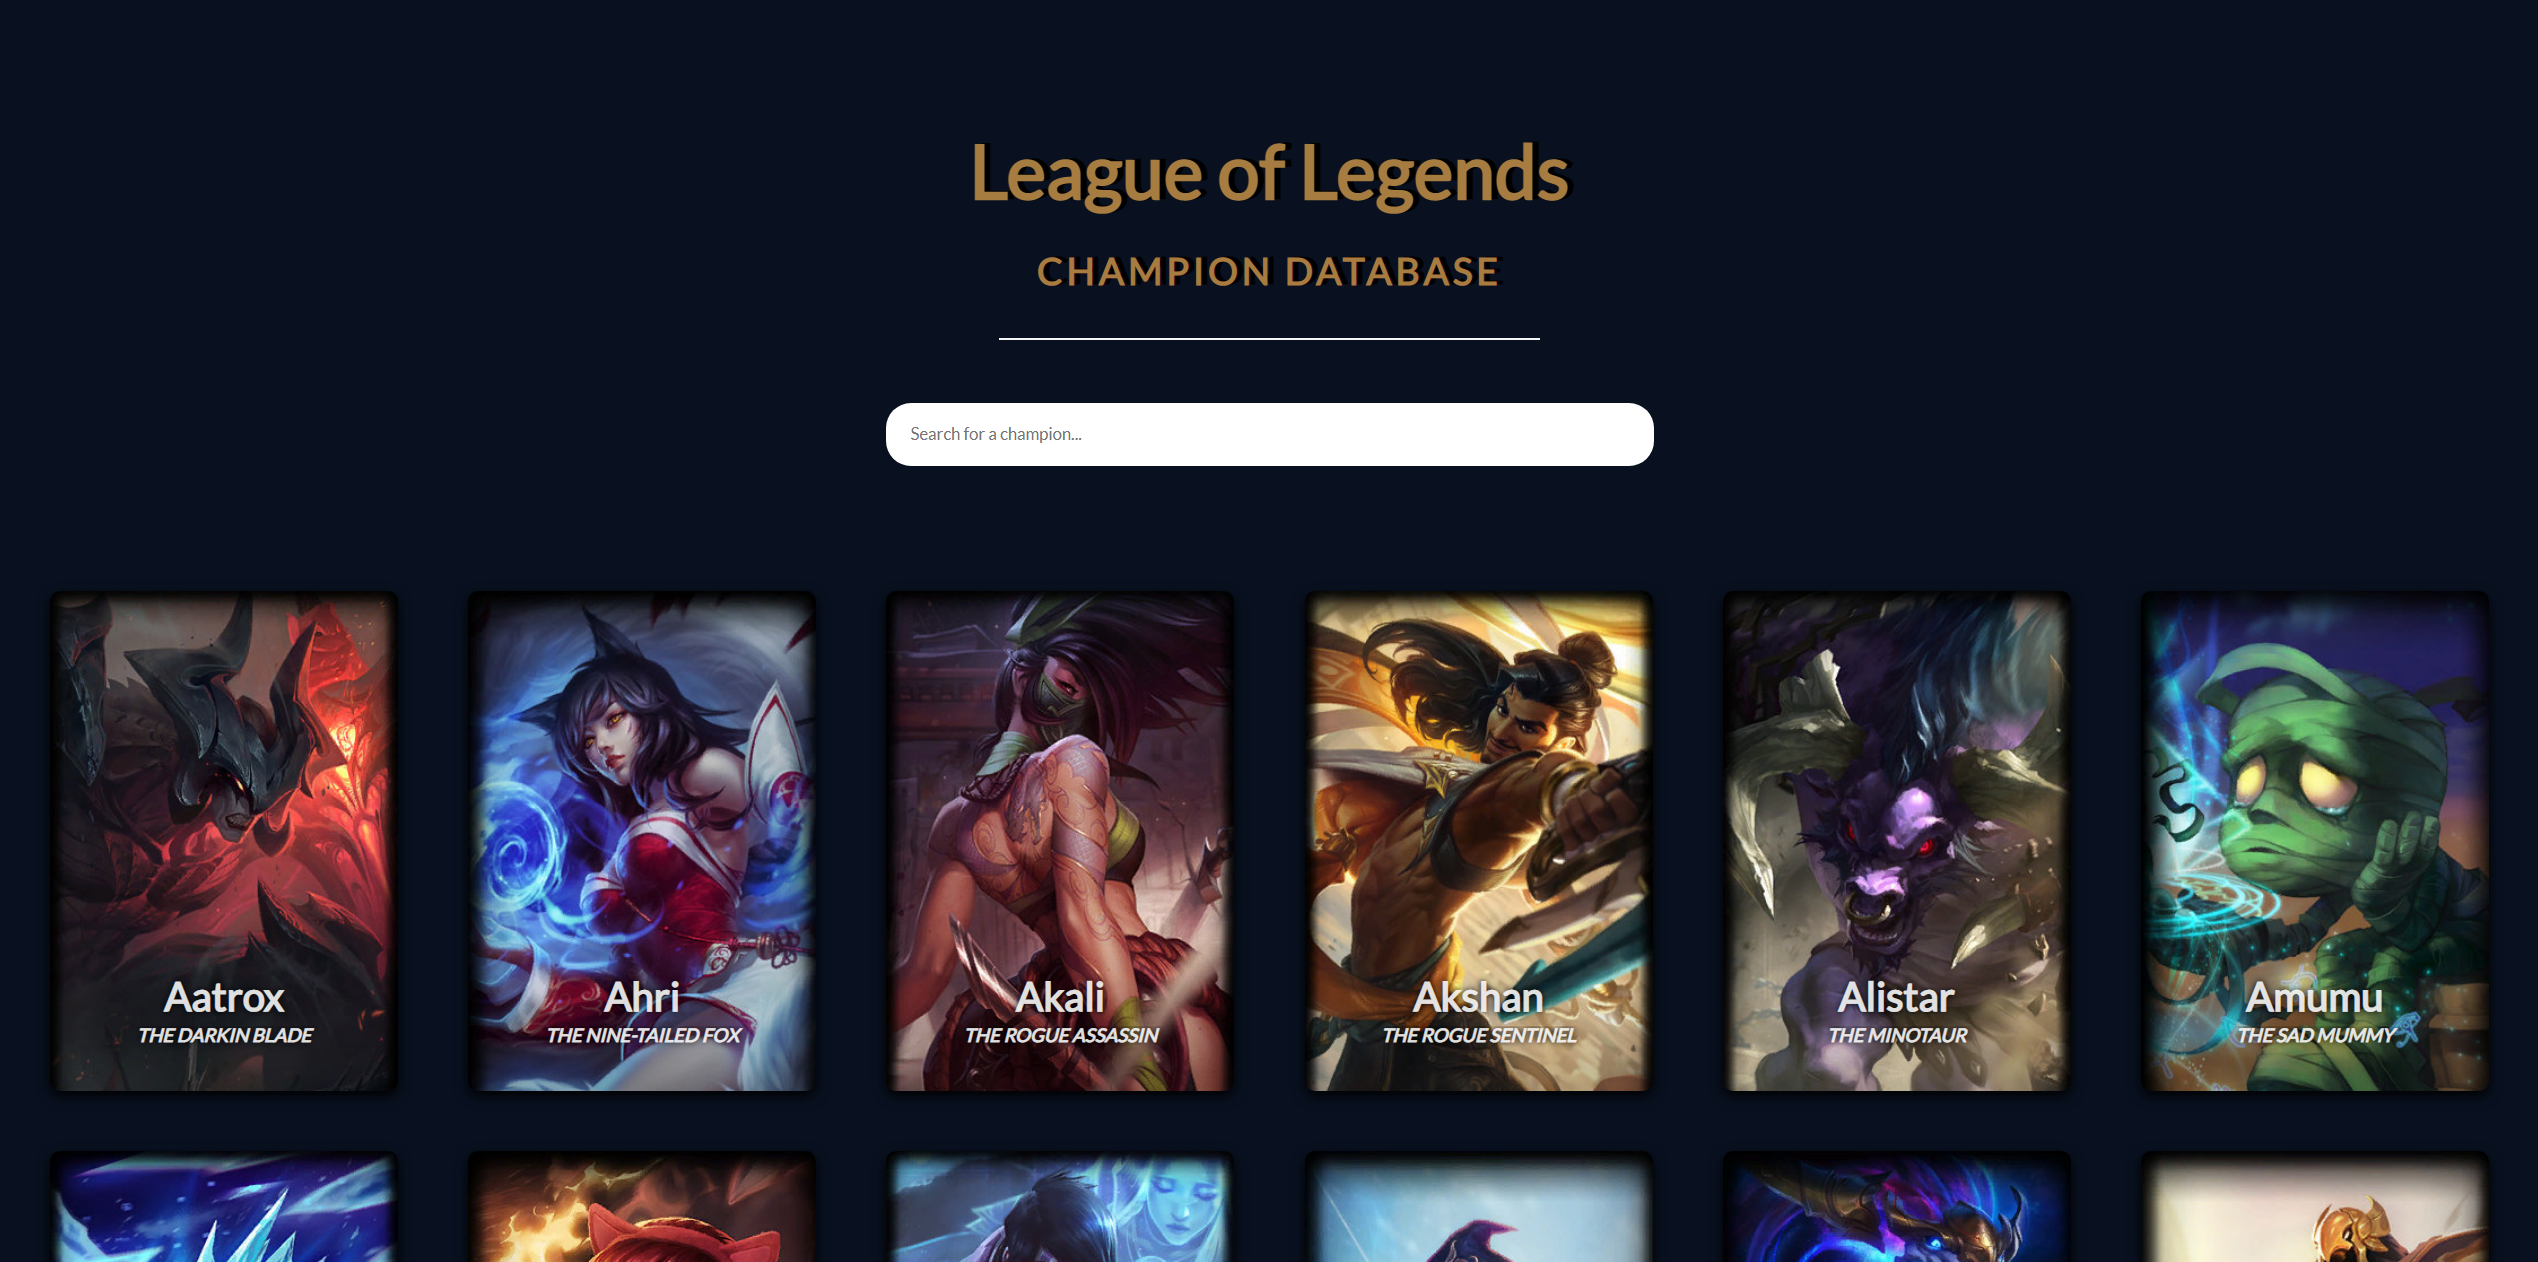 League of Legends
CHAMPION DATABASE
Search for a champion...
Aatrox
THE DARKIN BLADE
Ahri
THE NINE-TAILED FOX
Akali
THE ROGUE ASSASSIN
Akshan
THE ROGUE SENTINEL
Alistar
THE MINOTAUR
Amumu
THE SAD MUMMY